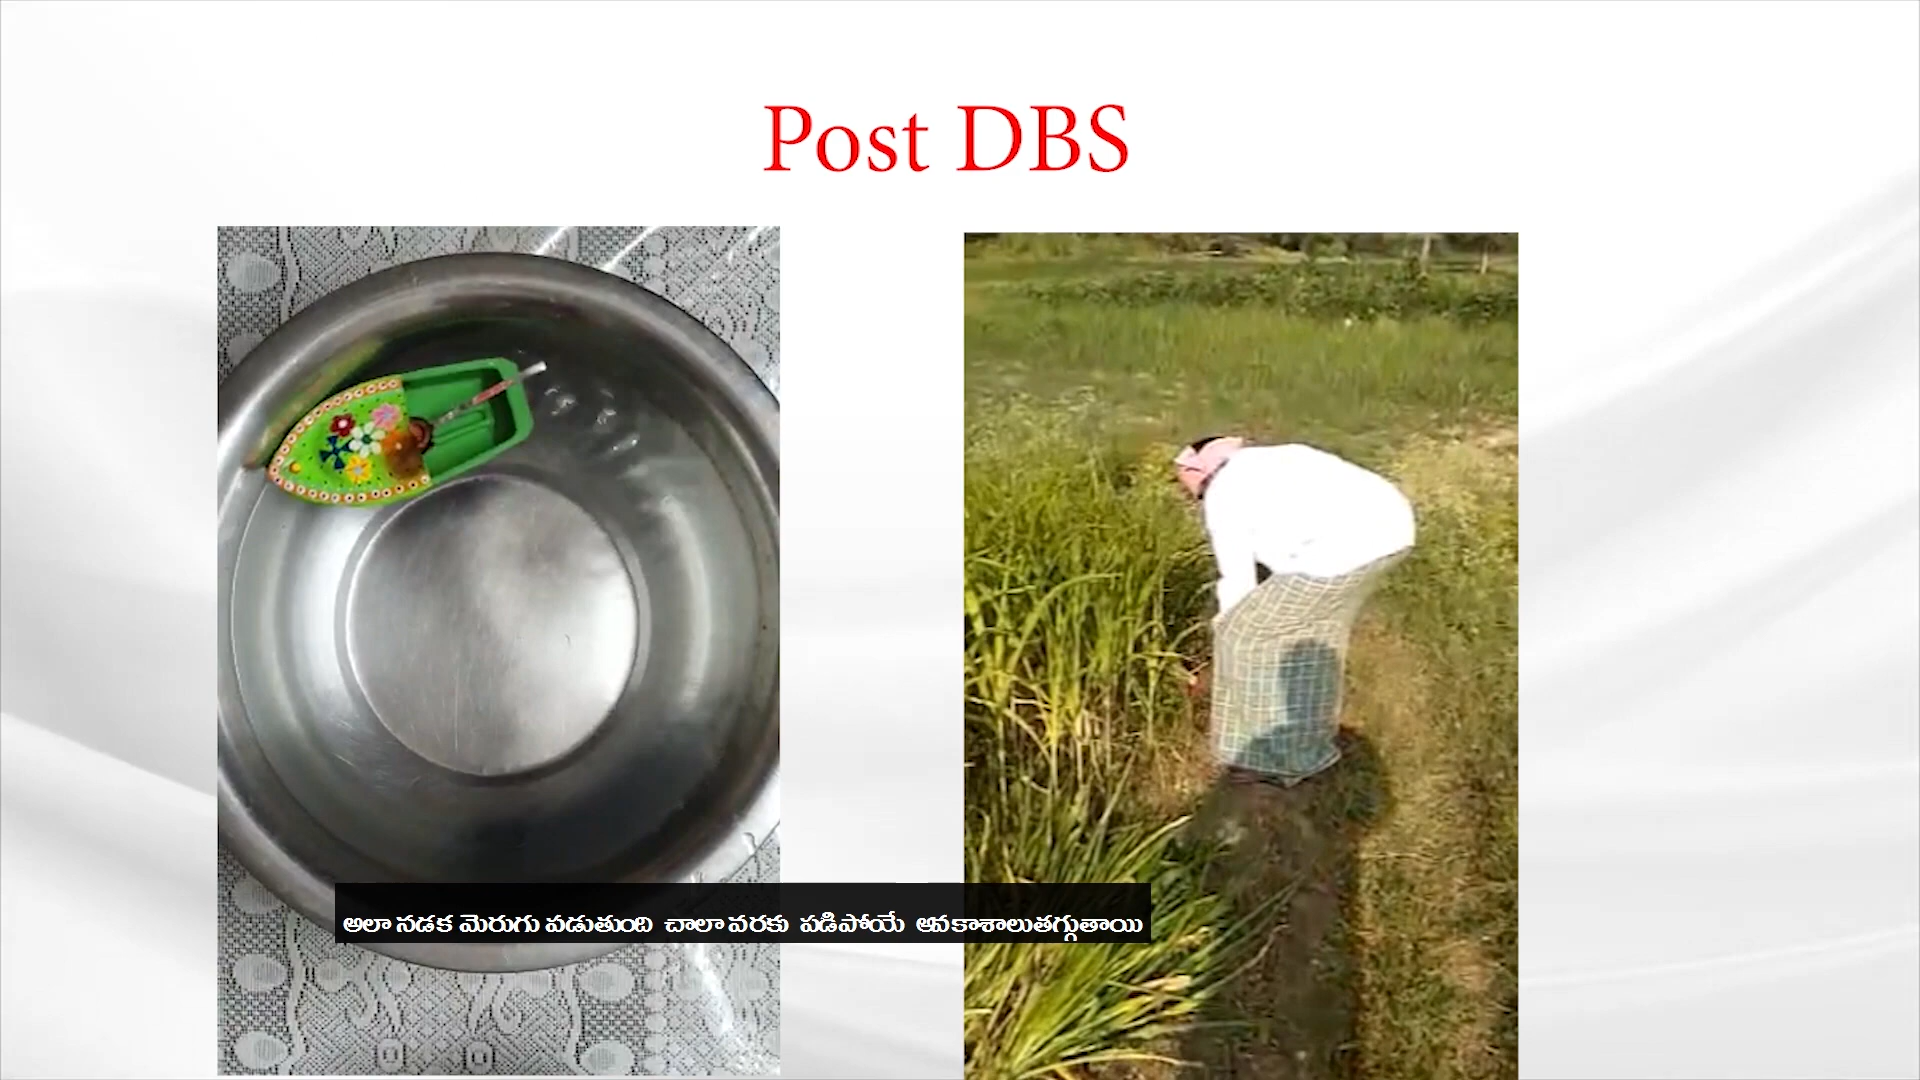 Post DBS
అలా నడక మెరుగు పడుతుంది చాలా వరకు పడిపోయే అవకాశాలుతగ్గుతాయి